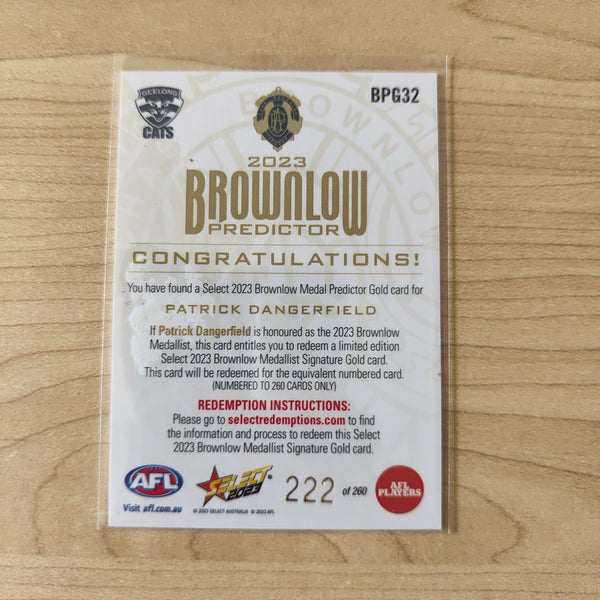 GEELONG
CATS
BPG32
2023
BROWNLOW
PREDICTOR
CONGRATULATIONS!
You have found a Select 2023 Brownlow Medal Predictor Gold card for
PATRICK DANGERFIELD
If Patrick Dangerfield is honoured as the 2023 Brownlow
Medallist, this card entitles you to redeem a limited edition
Select 2023 Brownlow Medallist Signature Gold card.
This card will be redeemed for the equivalent numbered card.
(NUMBERED TO 260 CARDS ONLY)
REDEMPTION INSTRUCTIONS:
Please go to selectredemptions.com to find
the information and process to redeem this Select
2023 Brownlow Medallist Signature Gold card.
AFL
Visit afl.com.au
SELECT
2023
© 2023 SELECT AUSTRALIA © 2023 AFL
222 of 260
AFL
PLAYERS
BROWNLOW